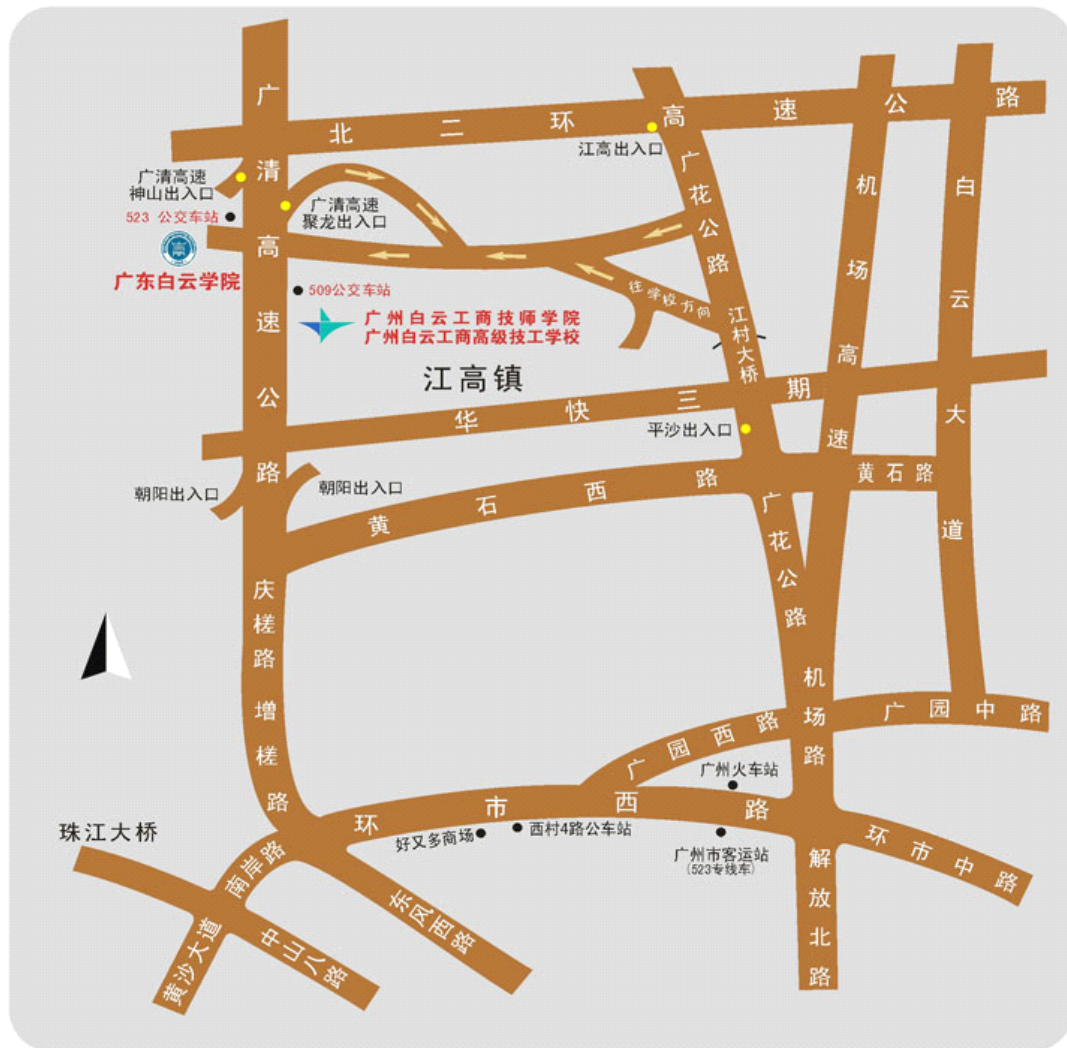 广清高速公路
北二环高速公路
江高出入口
广花公路
机场高速
白云大道
广清高速
神山出入口
523 公交车站
广清高速
聚龙出入口
广东白云学院
509公交车站
广州白云工商技师学院
广州白云工商高级技工学校
往学校方向
江村大桥
江高镇
华快三期
平沙出入口
朝阳出入口
朝阳出入口
黄石西路
黄石路
广花公路
庆槎路
增槎路
机场路
广园西路
广园中路
广州火车站
环市西路
好又多商场
西村4路公车站
广州市客运站
(523专线车)
环市中路
珠江大桥
南岸路
解放北路
东风西路
黄沙大道
中山八路